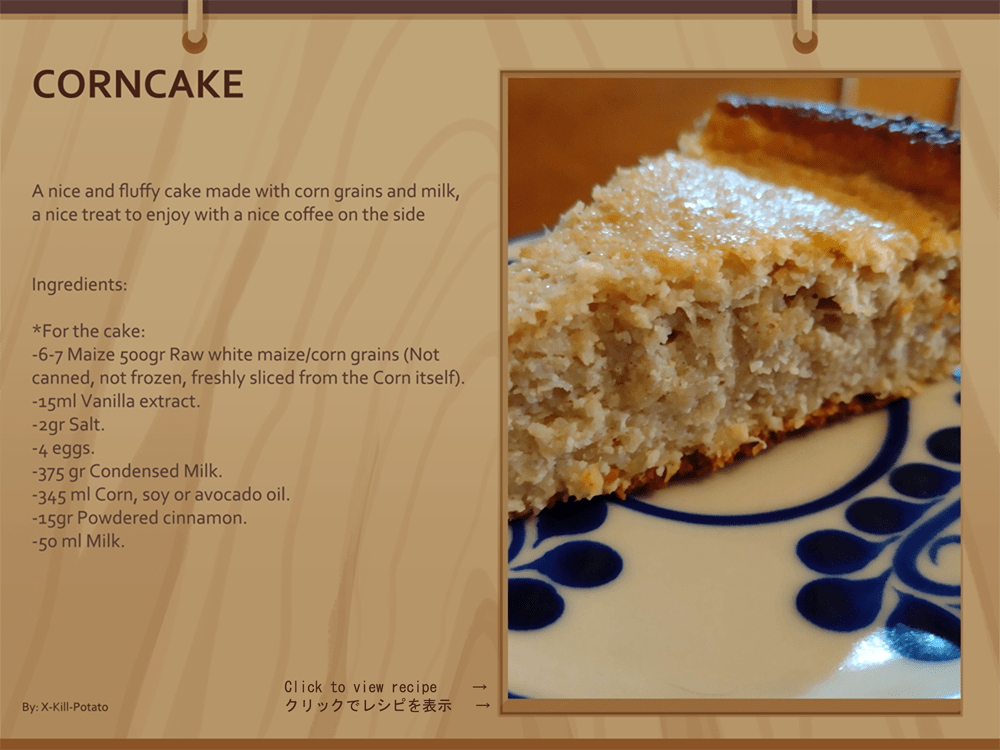 CORNCAKE
A nice and fluffy cake made with corn grains and milk,
a nice treat to enjoy with a nice coffee on the side
Ingredients:
*For the cake:
-6-7 Maize 500gr Raw white maize/corn grains (Not
canned, not frozen, freshly sliced from the Corn itself).
-15ml Vanilla extract.
-2gr Salt.
-4 eggs.
-375 gr Condensed Milk.
-345 ml Corn, soy or avocado oil.
-15gr Powdered cinnamon.
-50 ml Milk.
Click to view recipe →
クリックでレシピを表示 →
By: X-Kill-Potato